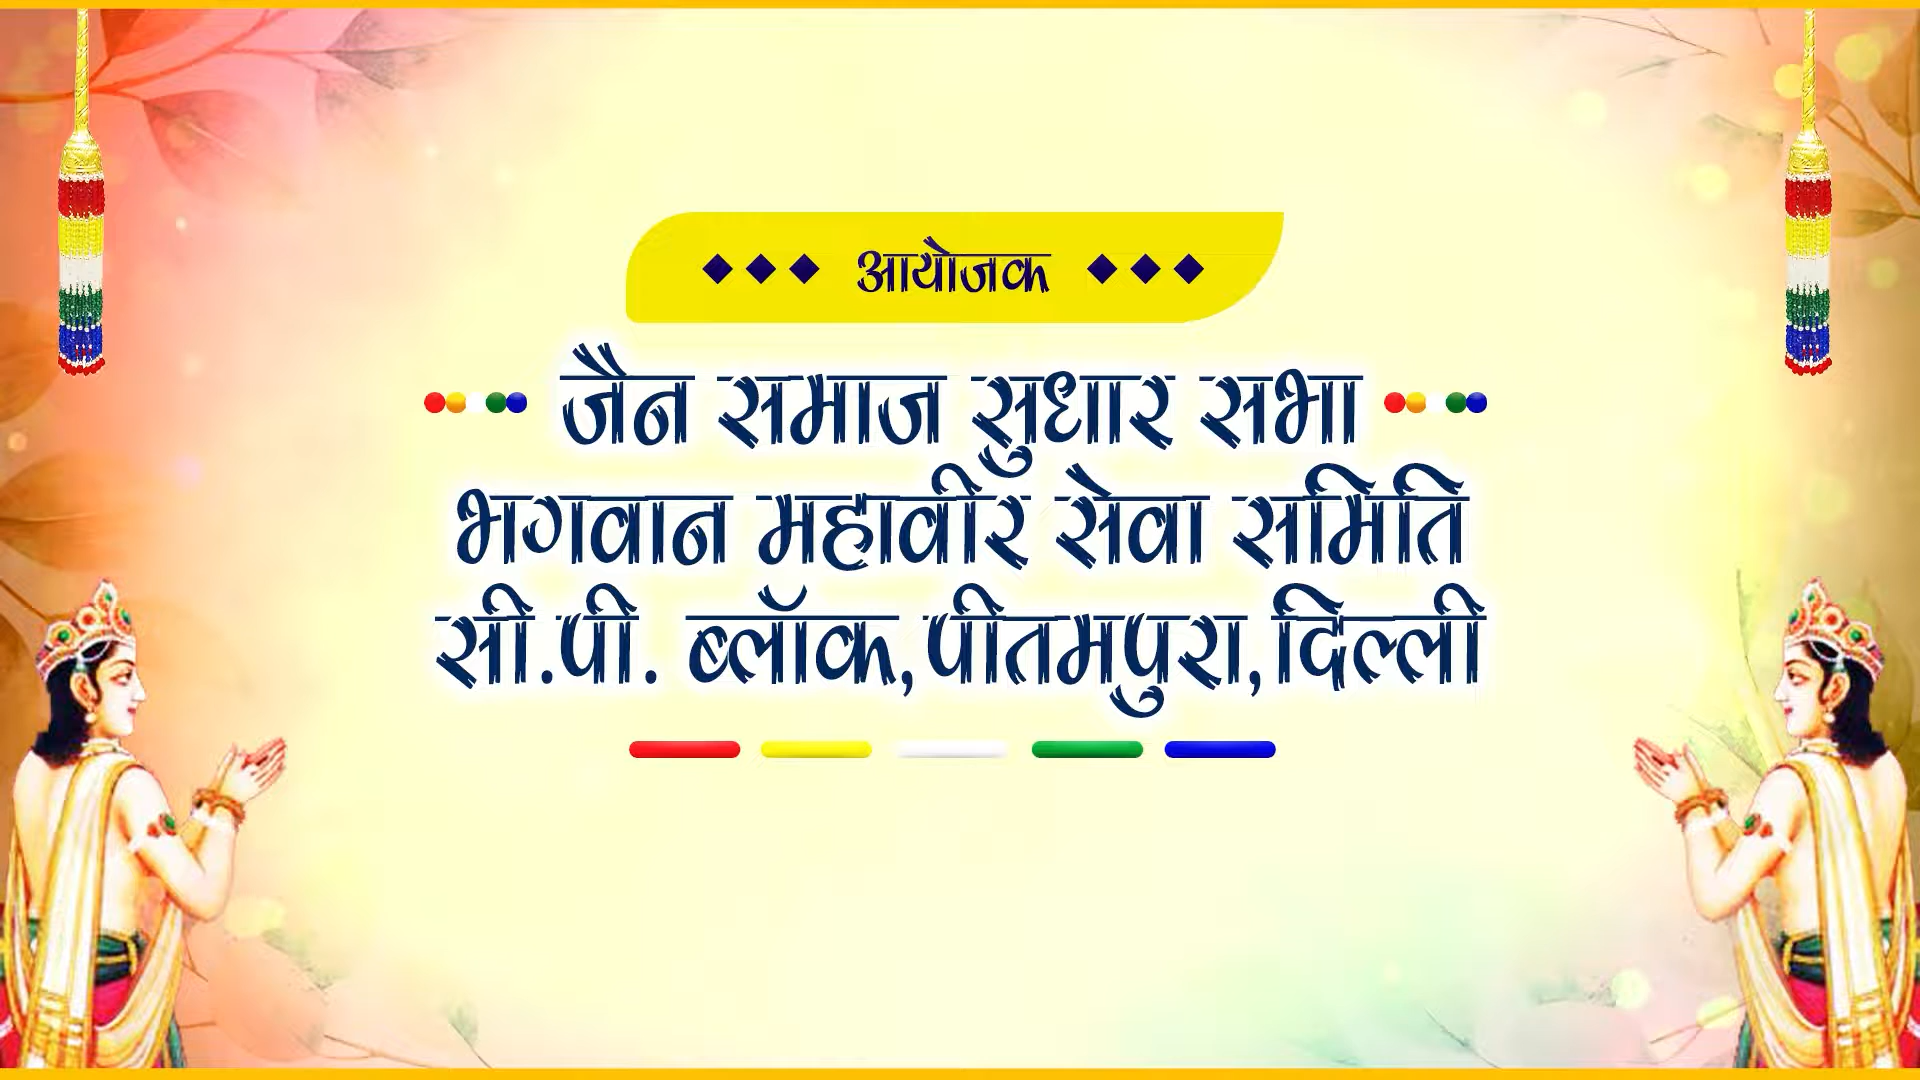 आयोजक
जैन समाज सुधार सभा
भगवान महावीर सेवा समिति
सी.पी. ब्लॉक,पीतमपुरा,दिल्ली